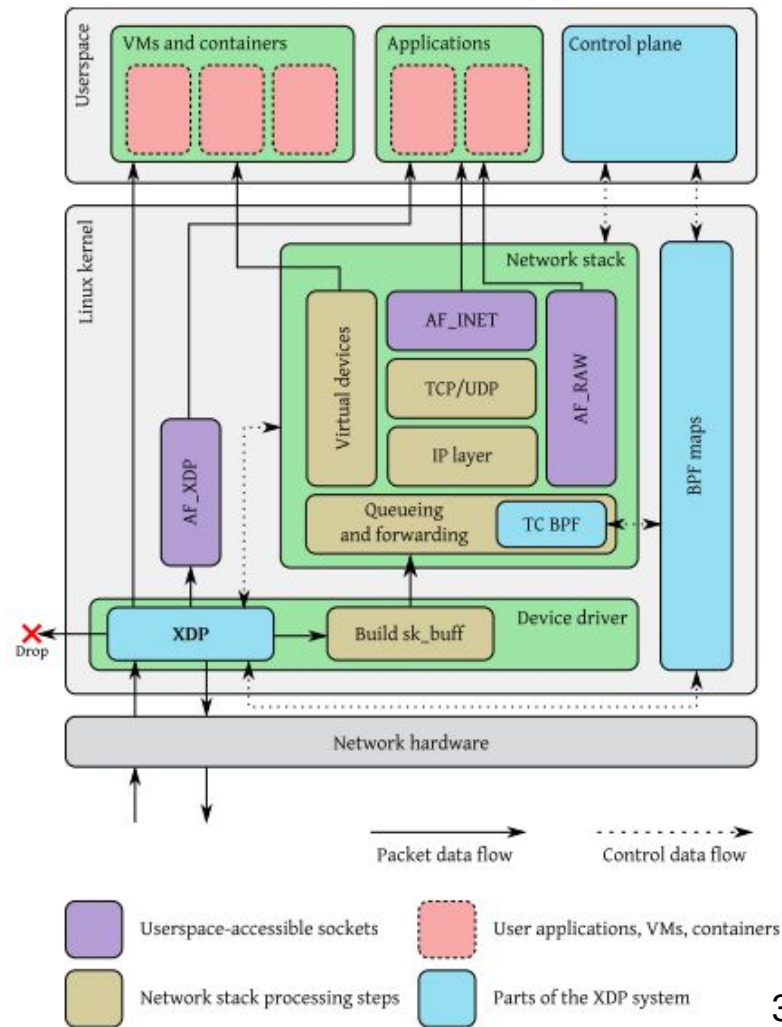 Userspace
VMs and containers
Applications
Control plane
Linux kernel
Network stack
Virtual devices
AF_INET
TCP/UDP
IP layer
AF_RAW
BPF maps
AF_XDP
Queueing
and forwarding
TC BPF
Device driver
XDP
Build sk_buff
Drop
Network hardware
Packet data flow
Control data flow
Userspace-accessible sockets
User applications, VMs, containers
Network stack processing steps
Parts of the XDP system
3